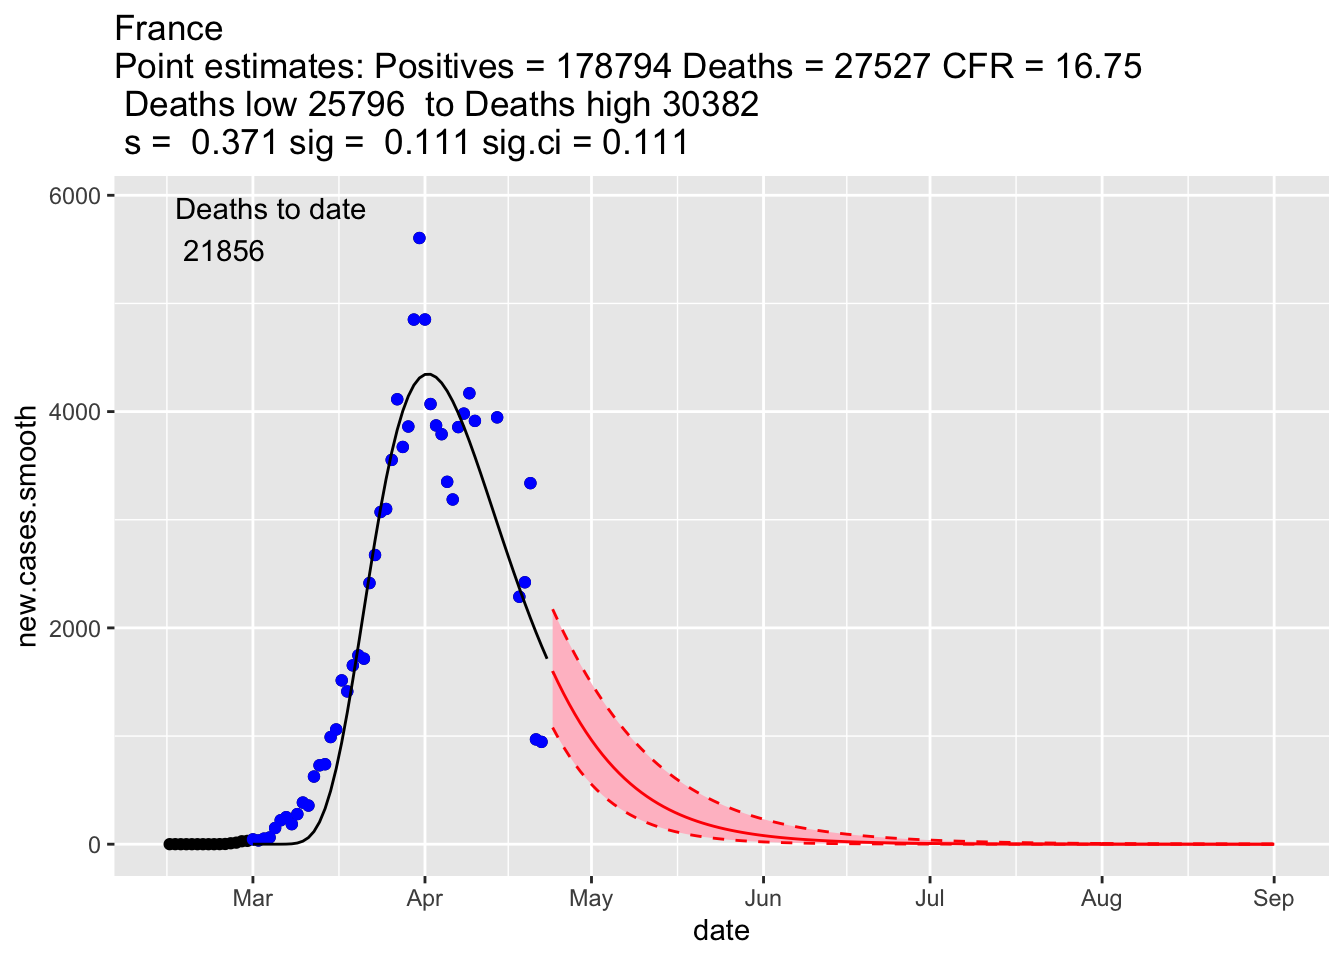 France
Point estimates: Positives = 178794 Deaths = 27527 CFR = 16.75
Deaths low 25796  to Deaths high 30382
s =  0.371 sig =  0.111 sig.ci = 0.111
6000
Deaths to date
21856
4000
new.cases.smooth
2000
0
Mar Apr May Jun Jul Aug Sep
date